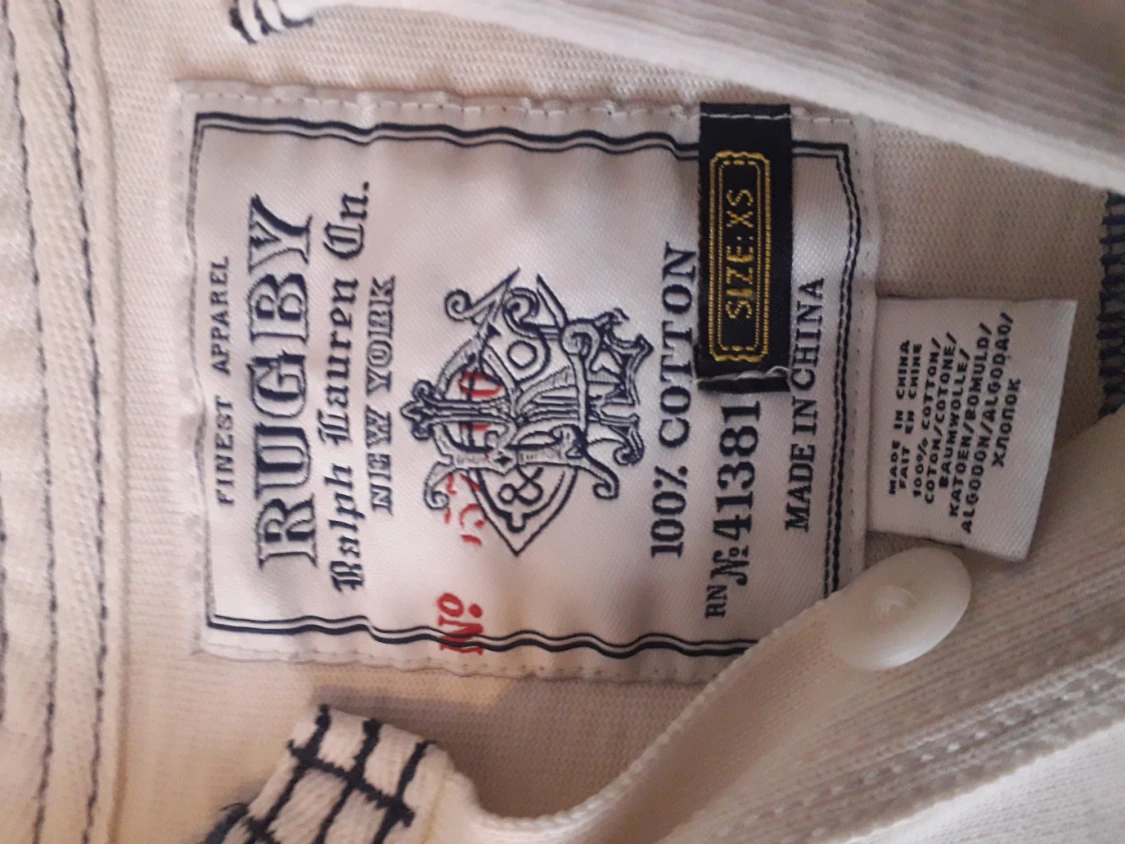 FINEST APPAREL
RUGBY
Ralph Lauren Co.
NEW YORK
No
100% COTTON
SIZE: XS
RN No 41381
MADE IN CHINA
MADE IN CHINA
FAIT EN CHINE
100% COTTON/
COTON/COTONE/
BAUMWOLLE/
KATOEN/BOMULD/
ALGODON/ALGODAO/
ХЛОПОК